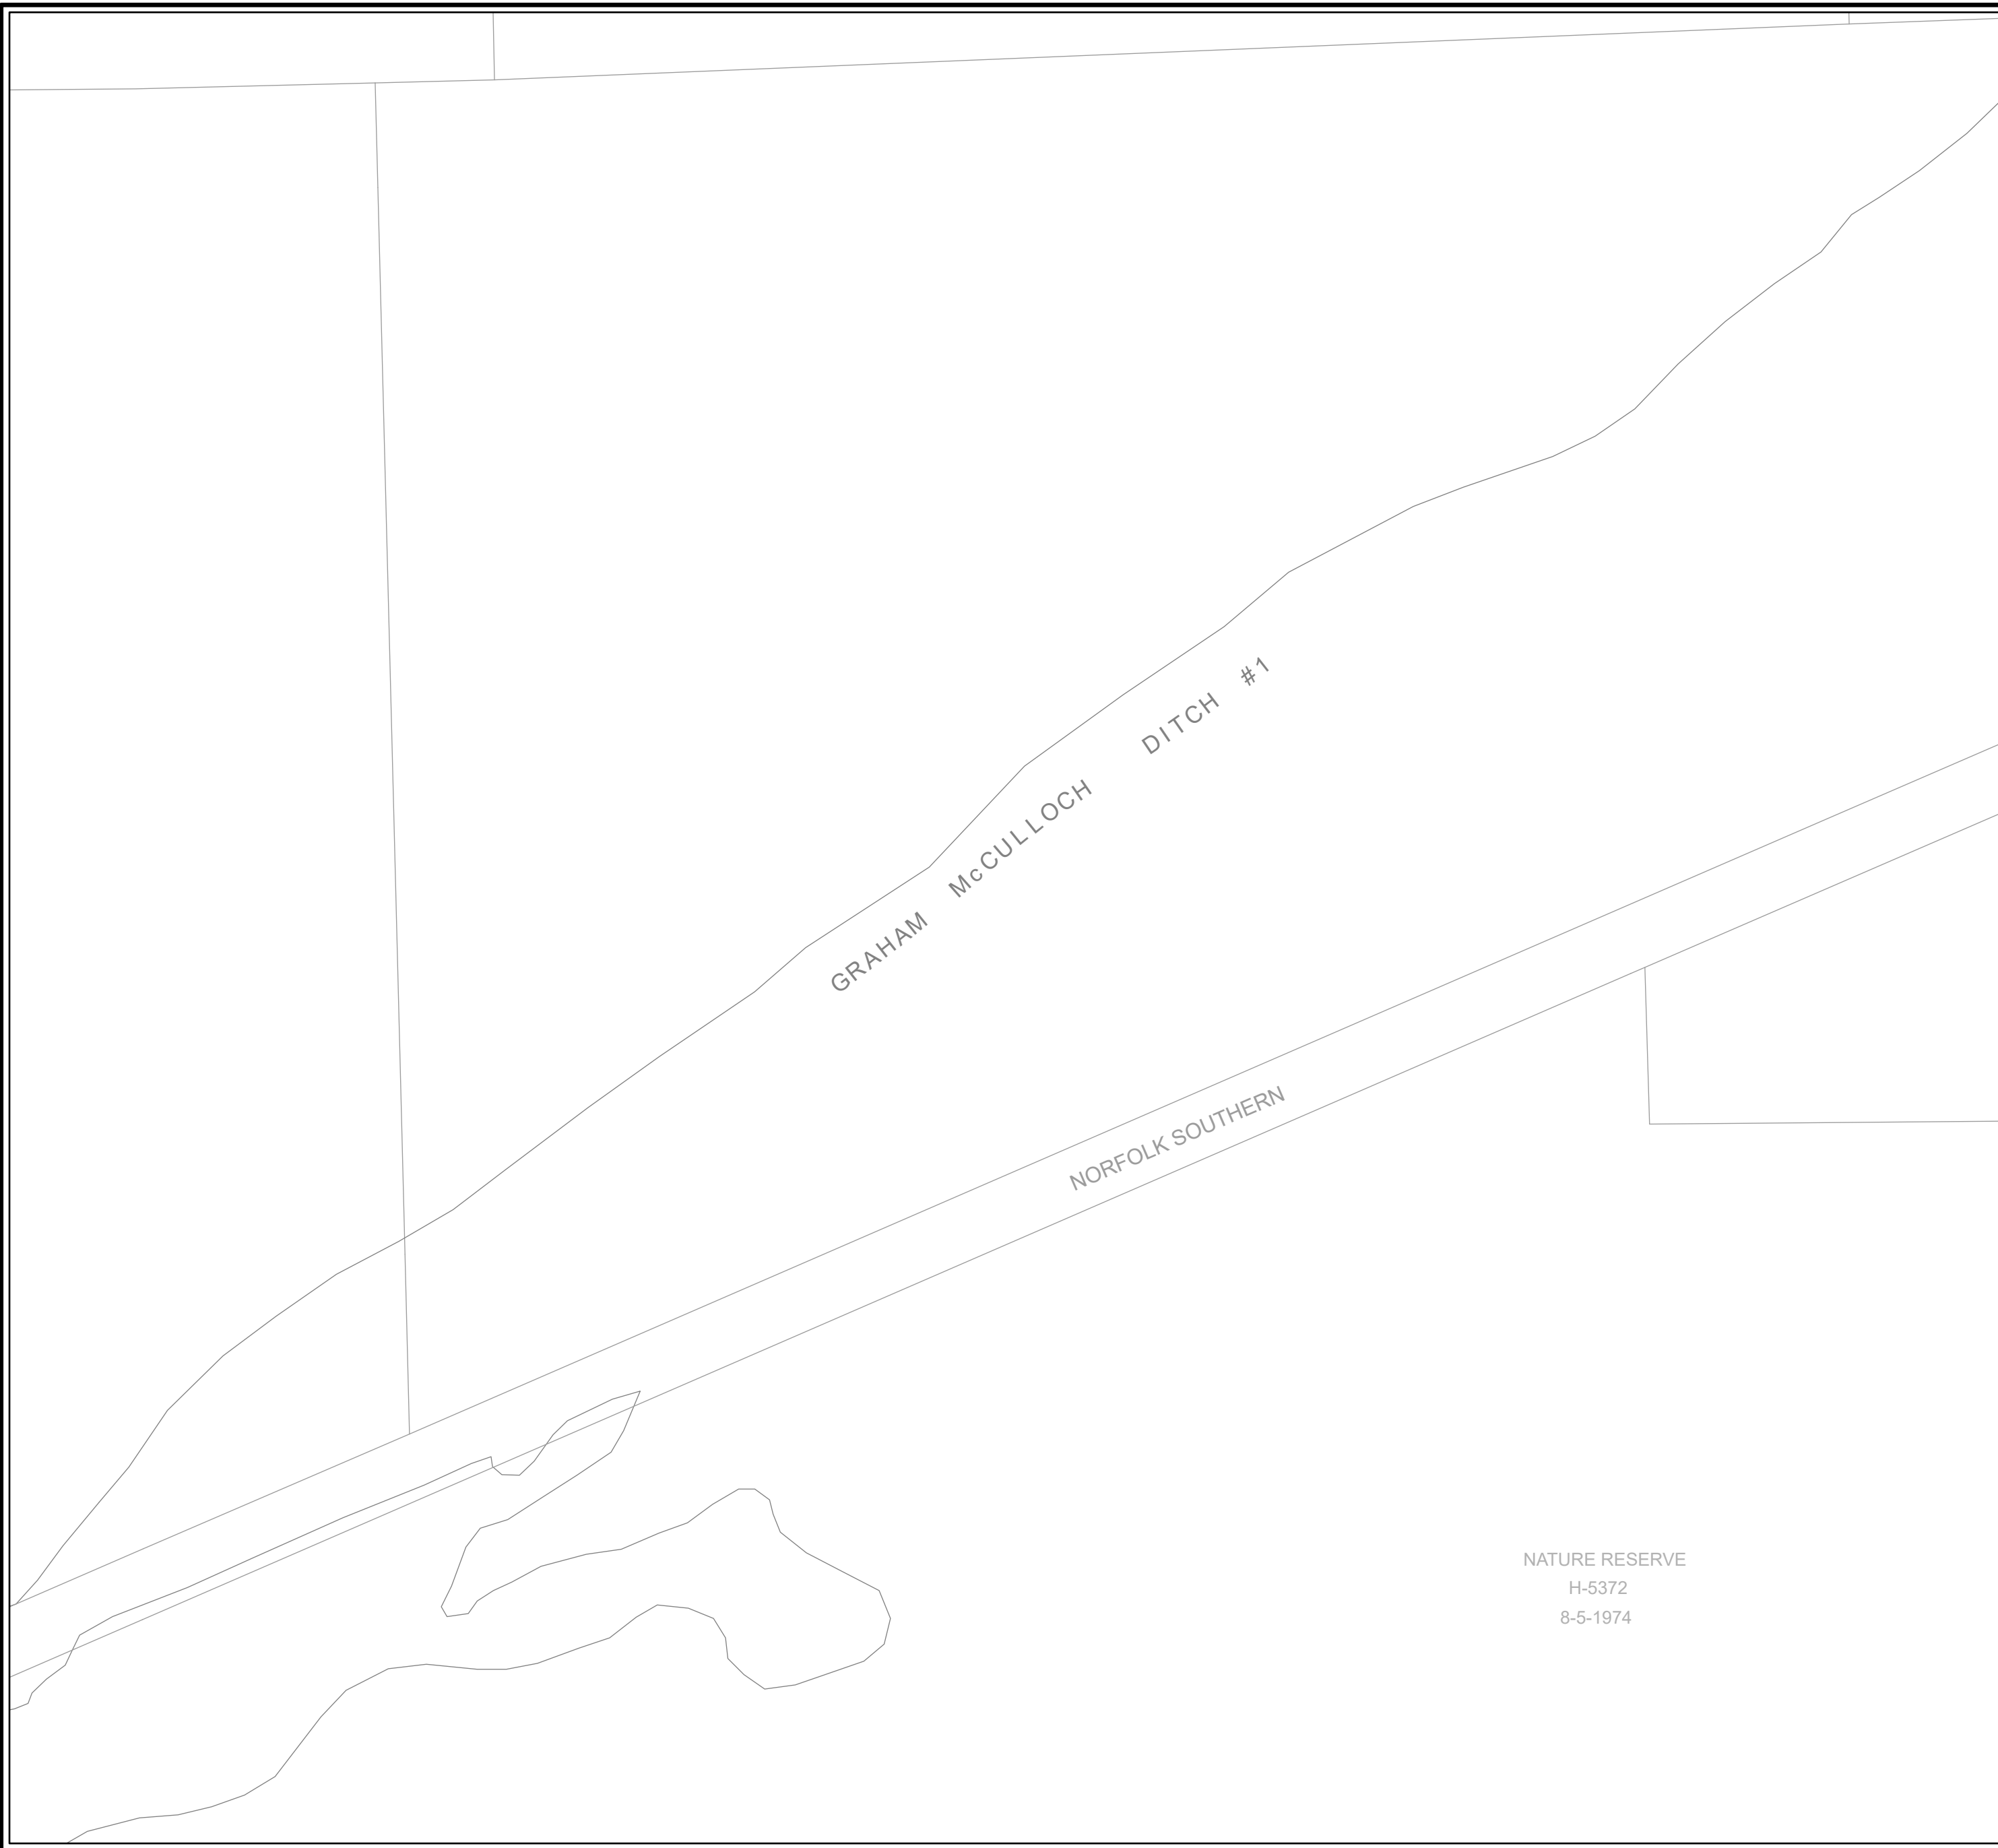 GRAHAM McCULLOCH DITCH #1
NORFOLK SOUTHERN
NATURE RESERVE
H-5372
8-5-1974